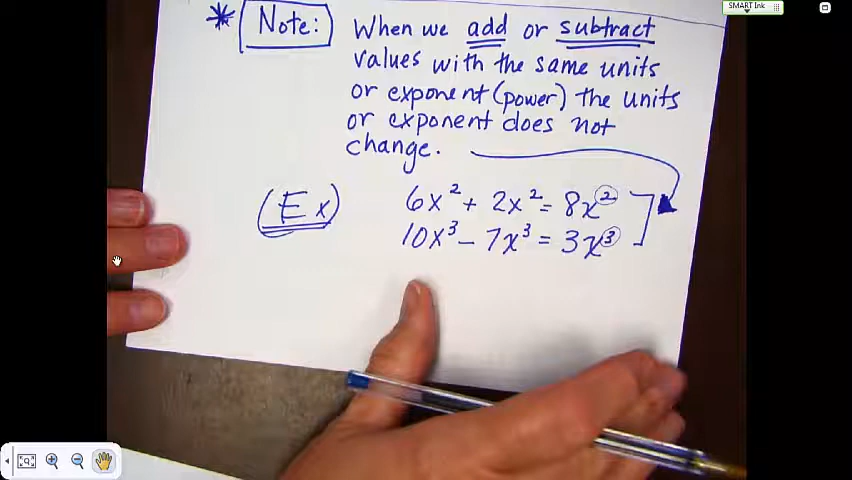 SMART Ink
* Note: When we add or subtract
values with the same units
or exponent (power) the units
or exponent does not
change.
(Ex) 6x² + 2x² = 8x²
10x³ - 7x³ = 3x³